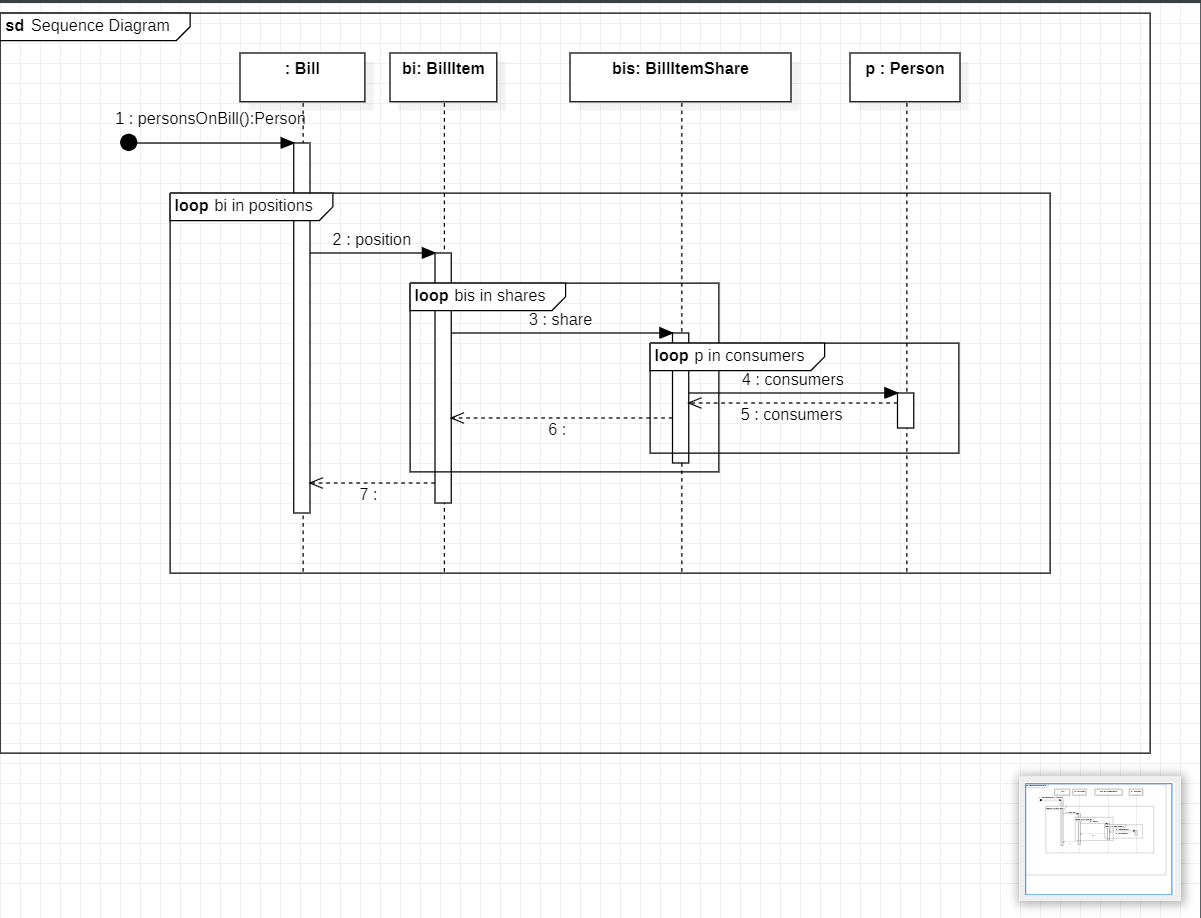 sd Sequence Diagram
: Bill
bi: BillItem
bis: BillItemShare
p : Person
1 : personsOnBill():Person
loop bi in positions
2 : position
loop bis in shares
3 : share
loop p in consumers
4 : consumers
5 : consumers
6 :
7 :